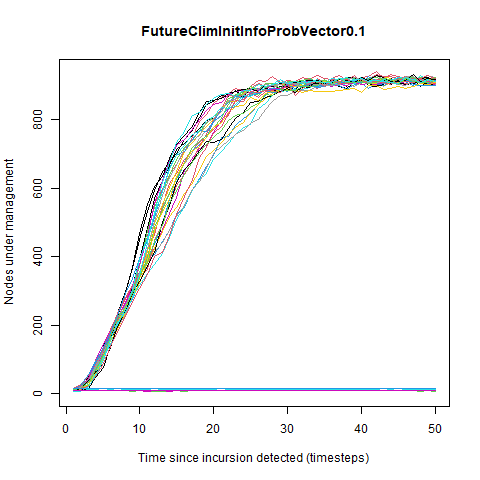 FutureClimInitInfoProbVector0.1
Nodes under management
800
600
400
200
0
0 10 20 30 40 50
Time since incursion detected (timesteps)